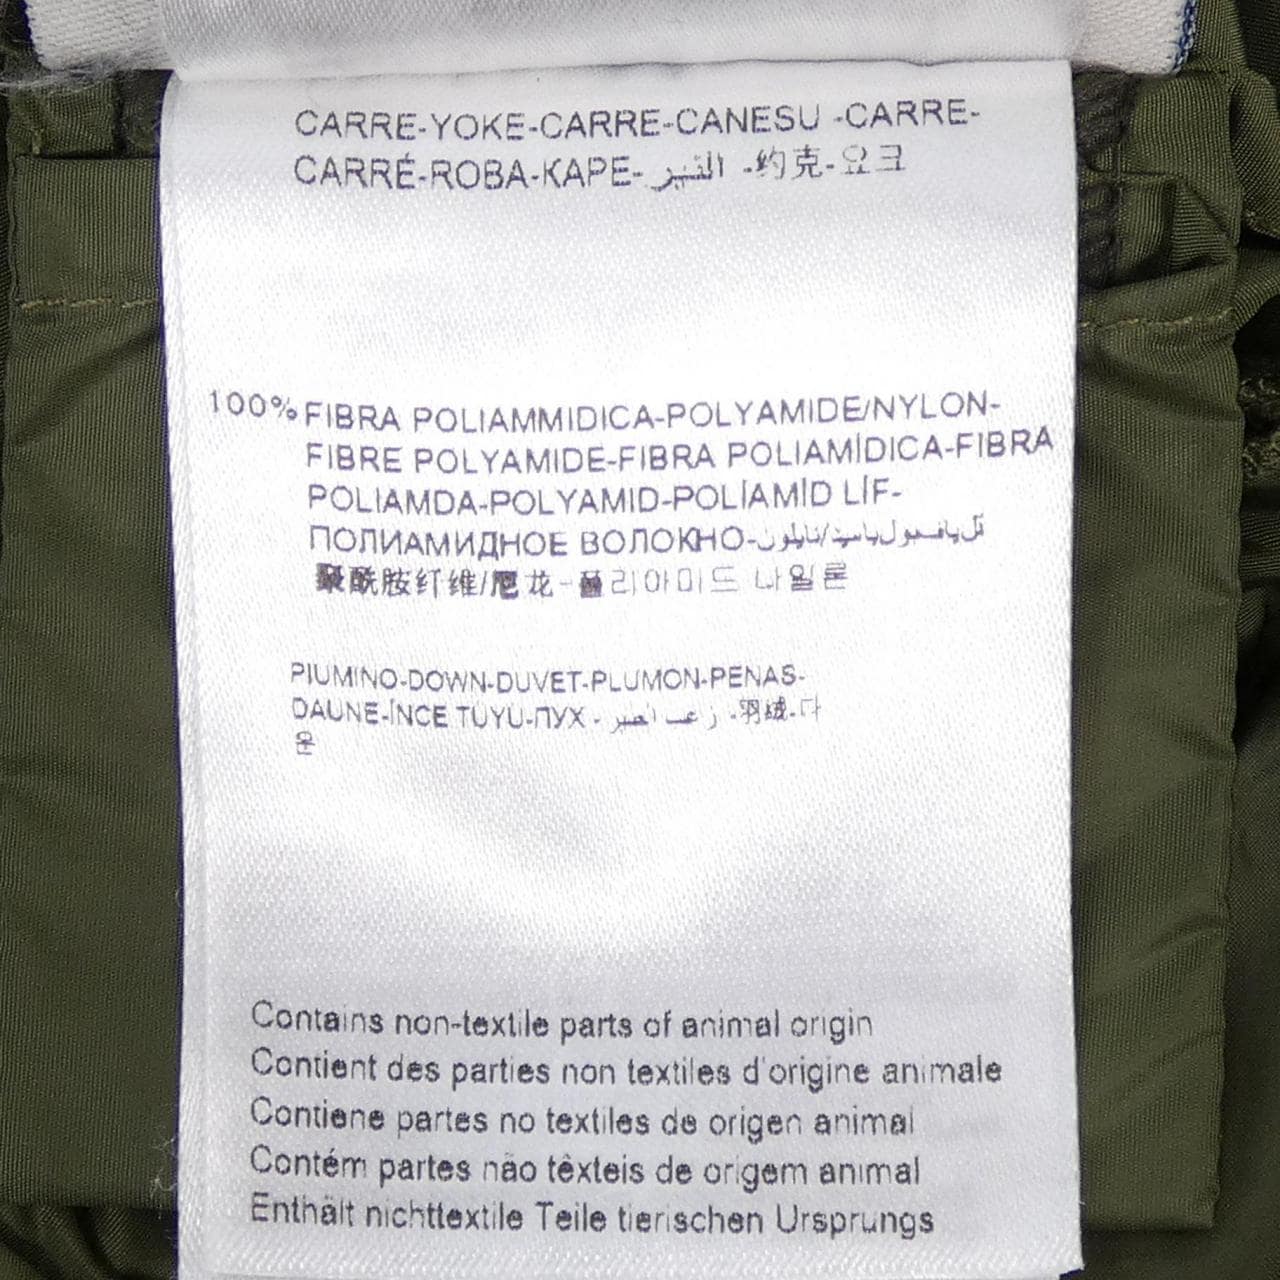 CARRE-YOKE-CARRE-CANESU -CARRE-
CARRÉ-ROBA-KAPE- -约克-요크
100% FIBRA POLIAMMIDICA-POLYAMIDE/NYLON-
FIBRE POLYAMIDE-FIBRA POLIAMÍDICA-FIBRA
POLIAMDA-POLYAMID-POLİAMİD LİF-
ПОЛИАМИДНОЕ ВОЛОКНО-
聚酰胺纤维/尼龙-폴리아미드 나일론
PIUMINO-DOWN-DUVET-PLUMON-PENAS-
DAUNE-İNCE TUYU-ПУХ - -羽绒-다
운
Contains non-textile parts of animal origin
Contient des parties non textiles d'origine animale
Contiene partes no textiles de origen animal
Contém partes não têxteis de origem animal
Enthält nichttextile Teile tierischen Ursprungs